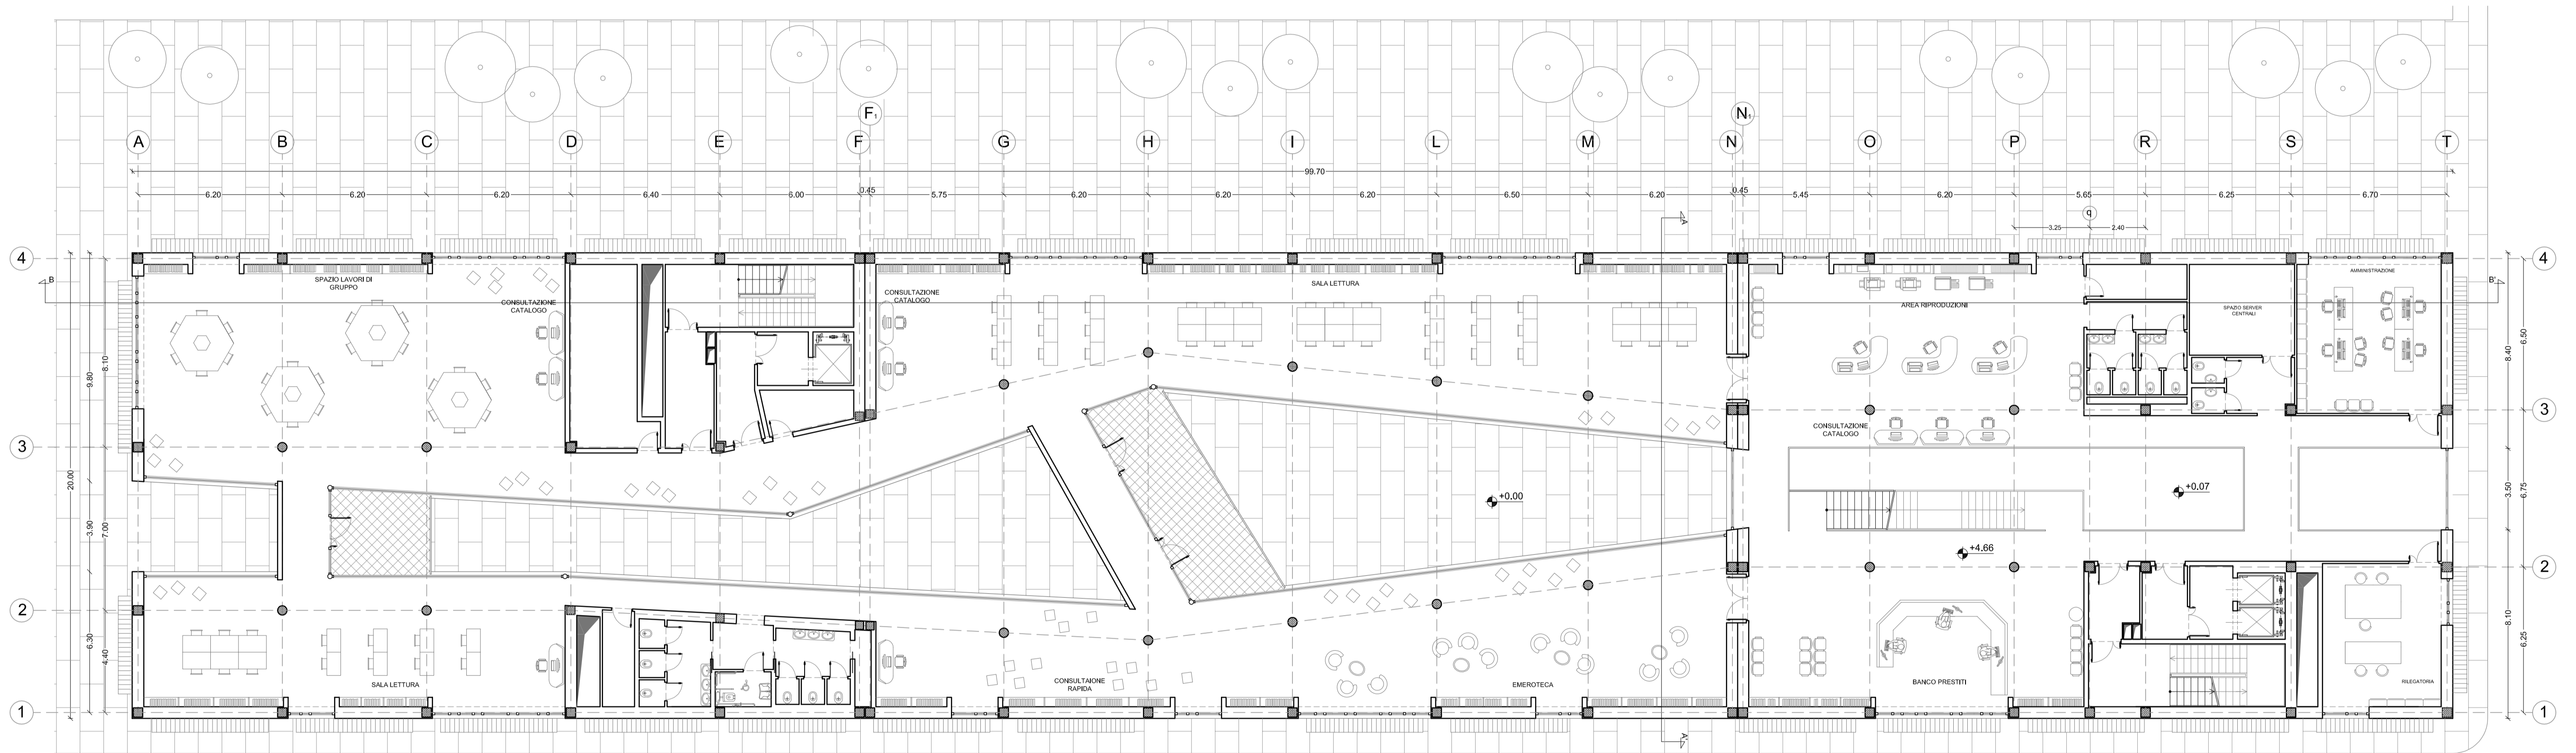 F1
N1
A
B
C
D
E
F
G
H
I
L
M
N
O
P
R
S
T
99.70
6.20
6.20
6.20
6.40
6.00
0.45
5.75
6.20
6.20
6.20
6.50
6.20
0.45
5.45
6.20
5.65
6.25
6.70
q
3.25
2.40
A
4
4
B
B'
SPAZIO LAVORI DI
GRUPPO
CONSULTAZIONE
CATALOGO
CONSULTAZIONE
CATALOGO
SALA LETTURA
AREA RIPRODUZIONI
SPAZIO SERVER
CENTRALI
AMMINISTRAZIONE
8.10
9.80
6.50
8.40
CONSULTAZIONE
CATALOGO
3
3
20.00
3.90
7.00
+0.00
+0.07
+4.66
3.50
6.75
2
2
6.30
4.40
8.10
6.25
SALA LETTURA
CONSULTAIONE
RAPIDA
EMEROTECA
BANCO PRESTITI
RILEGATORIA
1
1
A'